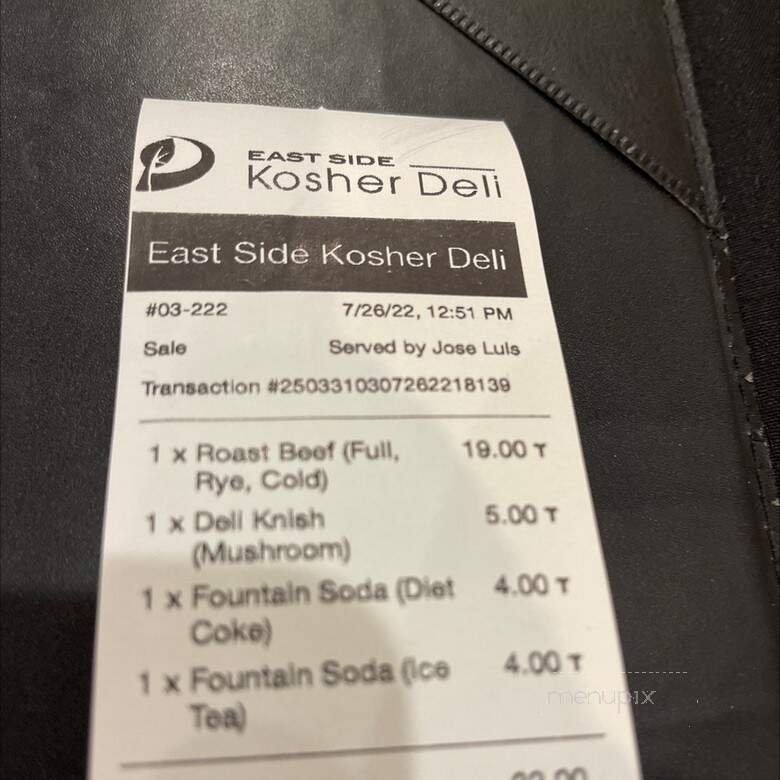 EAST SIDE
Kosher Deli
East Side Kosher Deli
#03-222 7/26/22, 12:51 PM
Sale Served by Jose Luis
Transaction #2503310307262218139
1 x Roast Beef (Full, 19.00 T
Rye, Cold)
1 x Deli Knish 5.00 T
(Mushroom)
1 x Fountain Soda (Diet 4.00 T
Coke)
1 x Fountain Soda (Ice 4.00 T
Tea)
menupix